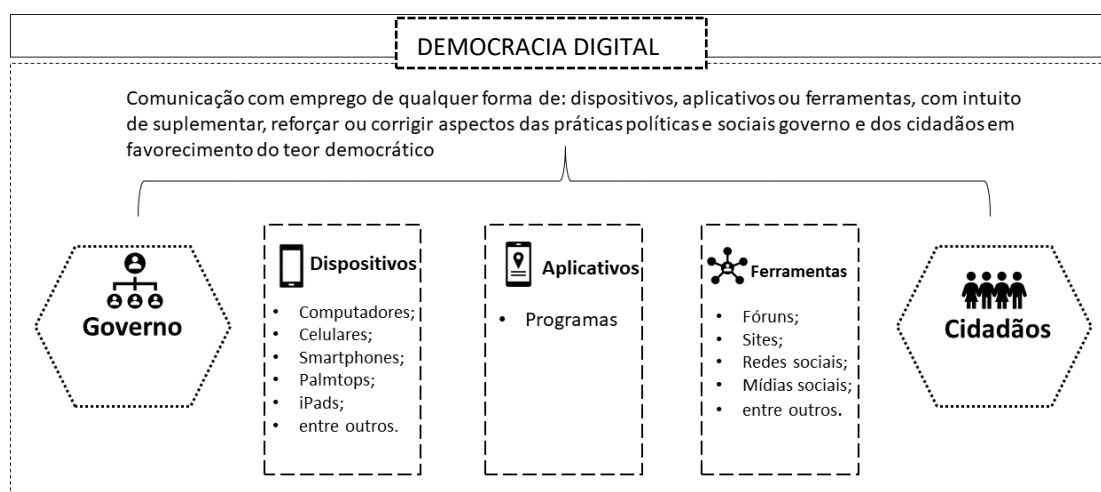 DEMOCRACIA DIGITAL
Comunicação com emprego de qualquer forma de: dispositivos, aplicativos ou ferramentas, com intuito
de suplementar, reforçar ou corrigir aspectos das práticas políticas e sociais governo e dos cidadãos em
favorecimento do teor democrático
Governo
Dispositivos
• Computadores;
• Celulares;
• Smartphones;
• Palmtops;
• iPads;
• entre outros.
Aplicativos
• Programas
Ferramentas
• Fóruns;
• Sites;
• Redes sociais;
• Mídias sociais;
• entre outros.
Cidadãos